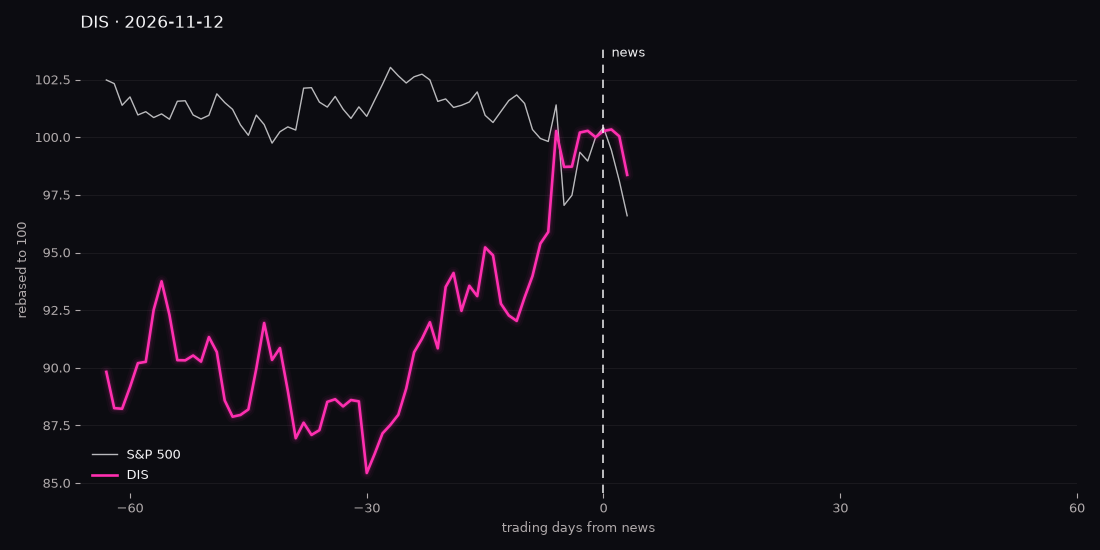 DIS · 2026-11-12
news
rebased to 100
102.5
100.0
97.5
95.0
92.5
90.0
87.5
85.0
S&P 500
DIS
−60
−30
0
30
60
trading days from news